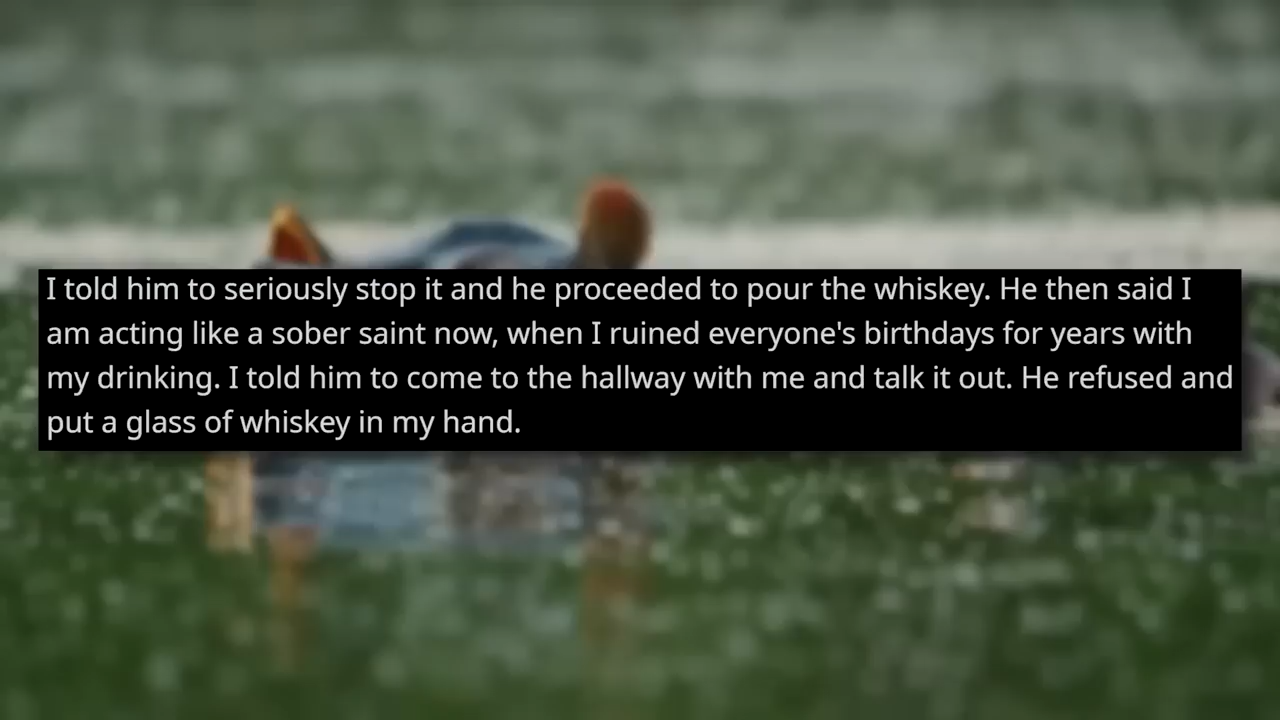 I told him to seriously stop it and he proceeded to pour the whiskey. He then said I
am acting like a sober saint now, when I ruined everyone's birthdays for years with
my drinking. I told him to come to the hallway with me and talk it out. He refused and
put a glass of whiskey in my hand.